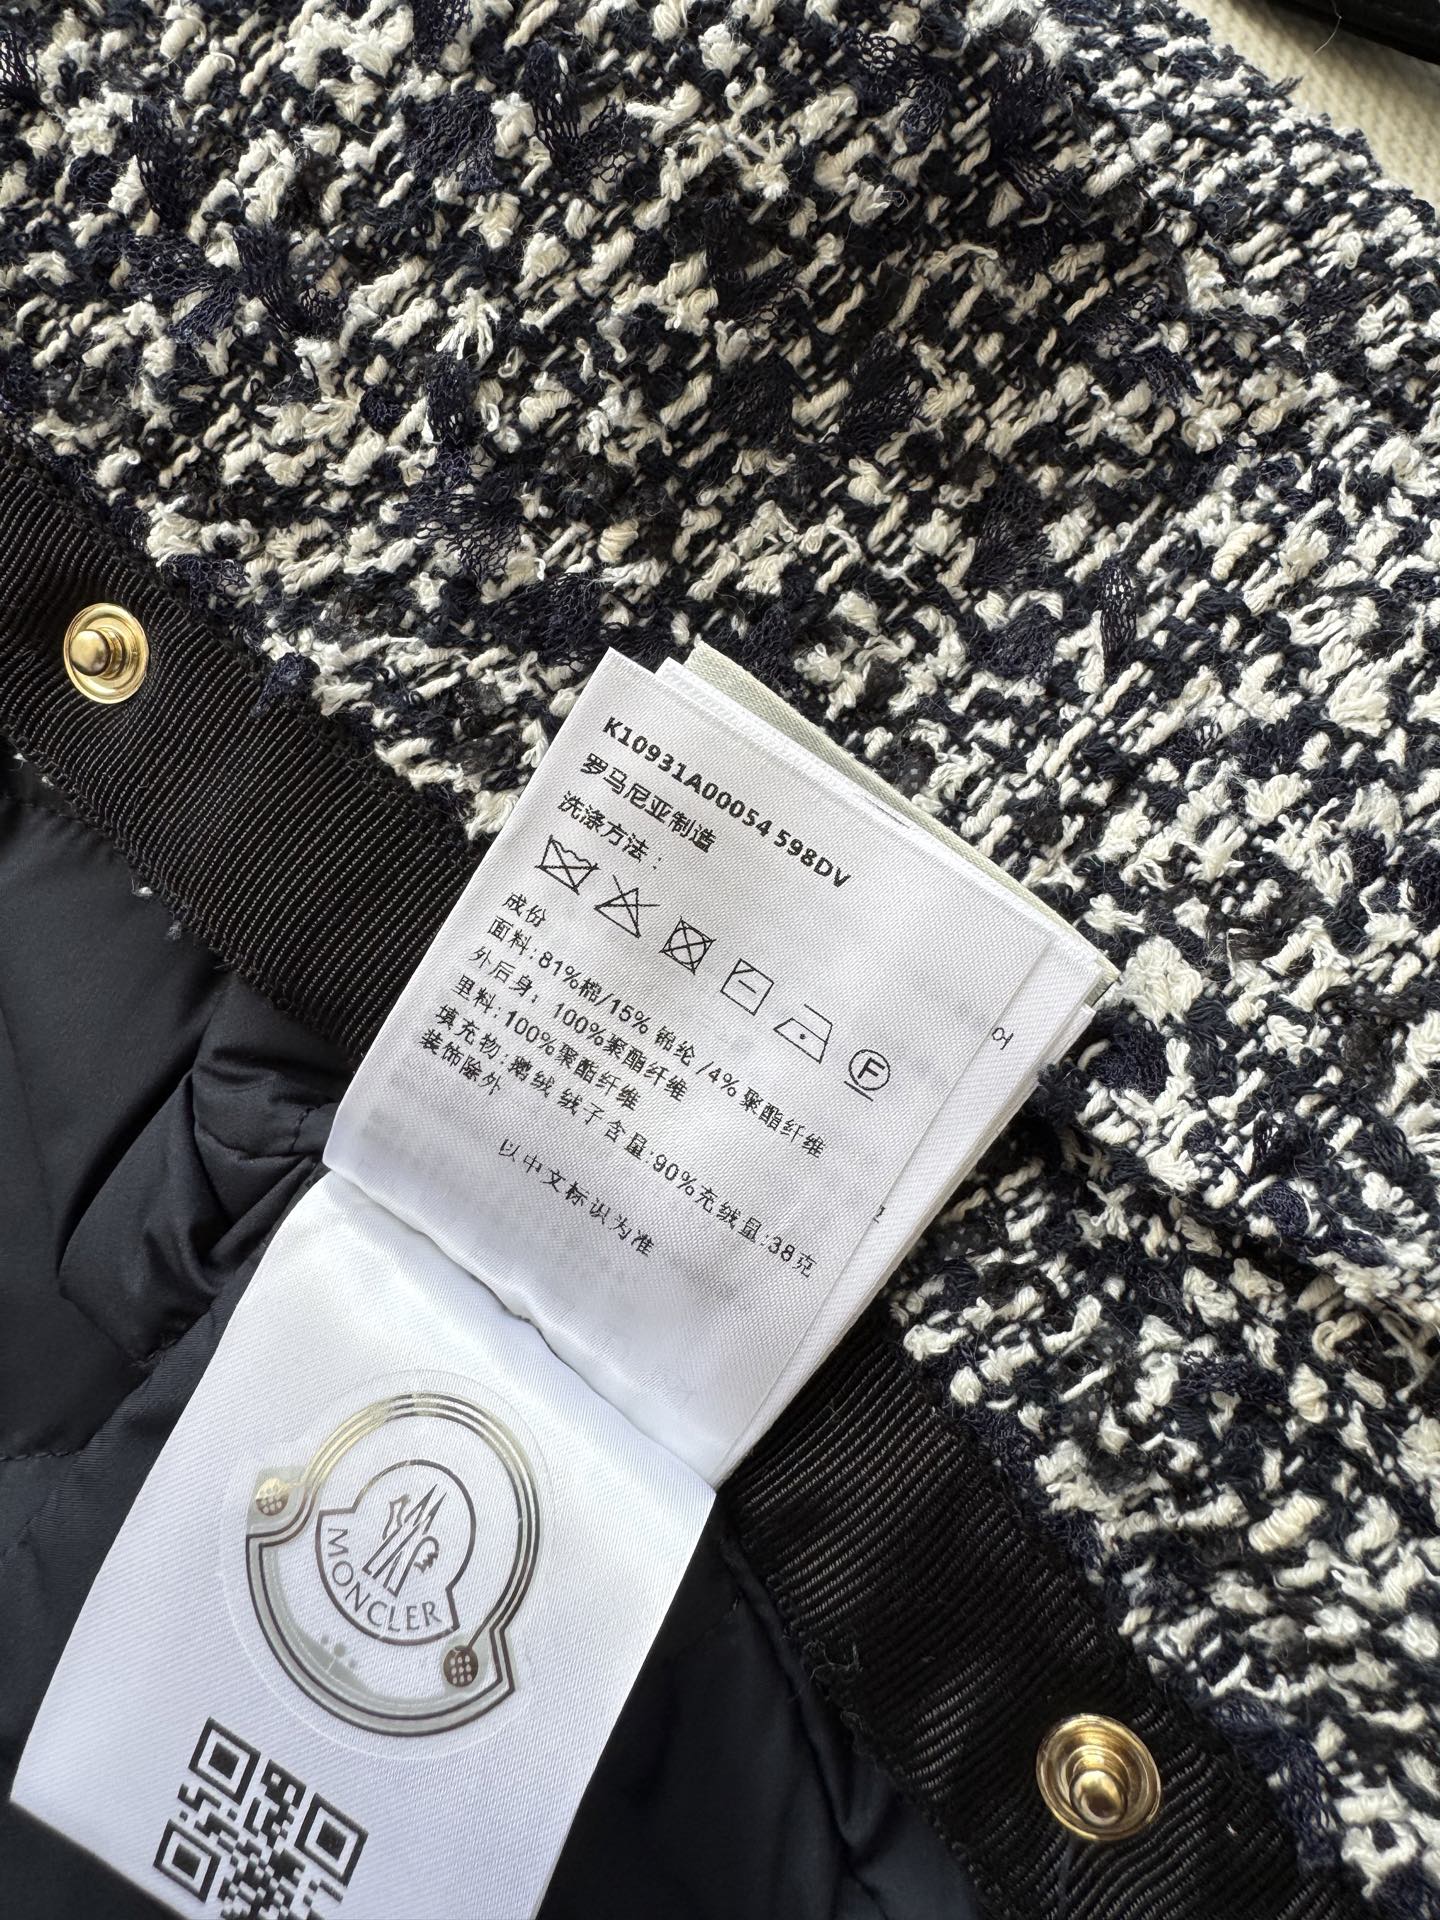 K10931A00054 598DV
罗马尼亚制造
洗涤方法：
F
成份
面料:81%棉/15% 锦纶 /4% 聚酯纤维
外后身：100%聚酯纤维
里料:100%聚酯纤维
填充物:鹅绒 绒子含量:90%充绒量:38克
装饰除外
以中文标识为准
어
MONCLER